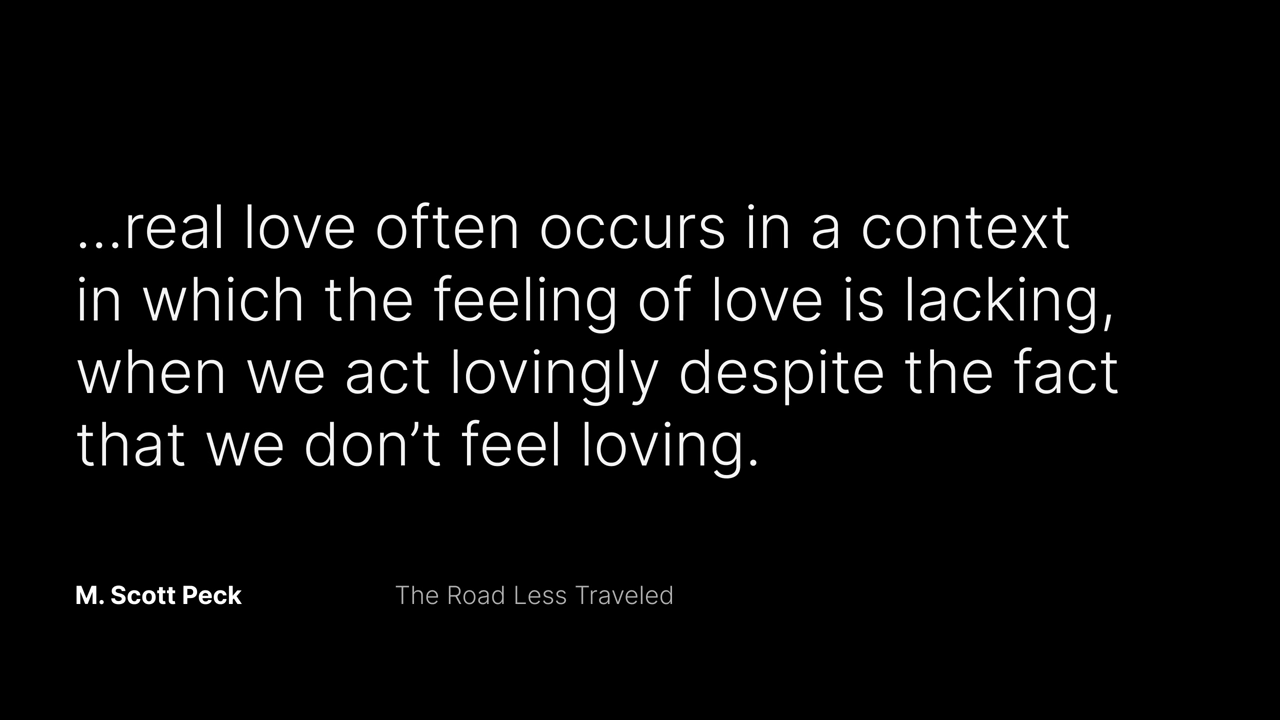 ...real love often occurs in a context
in which the feeling of love is lacking,
when we act lovingly despite the fact
that we don’t feel loving.
M. Scott Peck
The Road Less Traveled